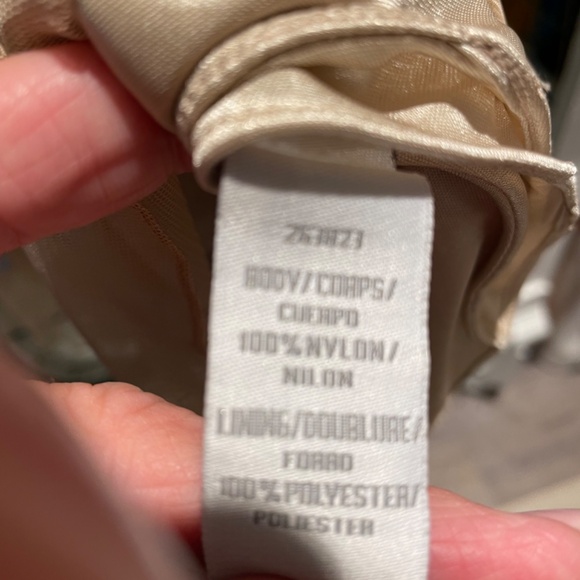 263823
BODY/CORPS/
CUERPO
100%NYLON/
NILON
LINING/DOUBLURE/
FORRO
100%POLYESTER/
POLIESTER